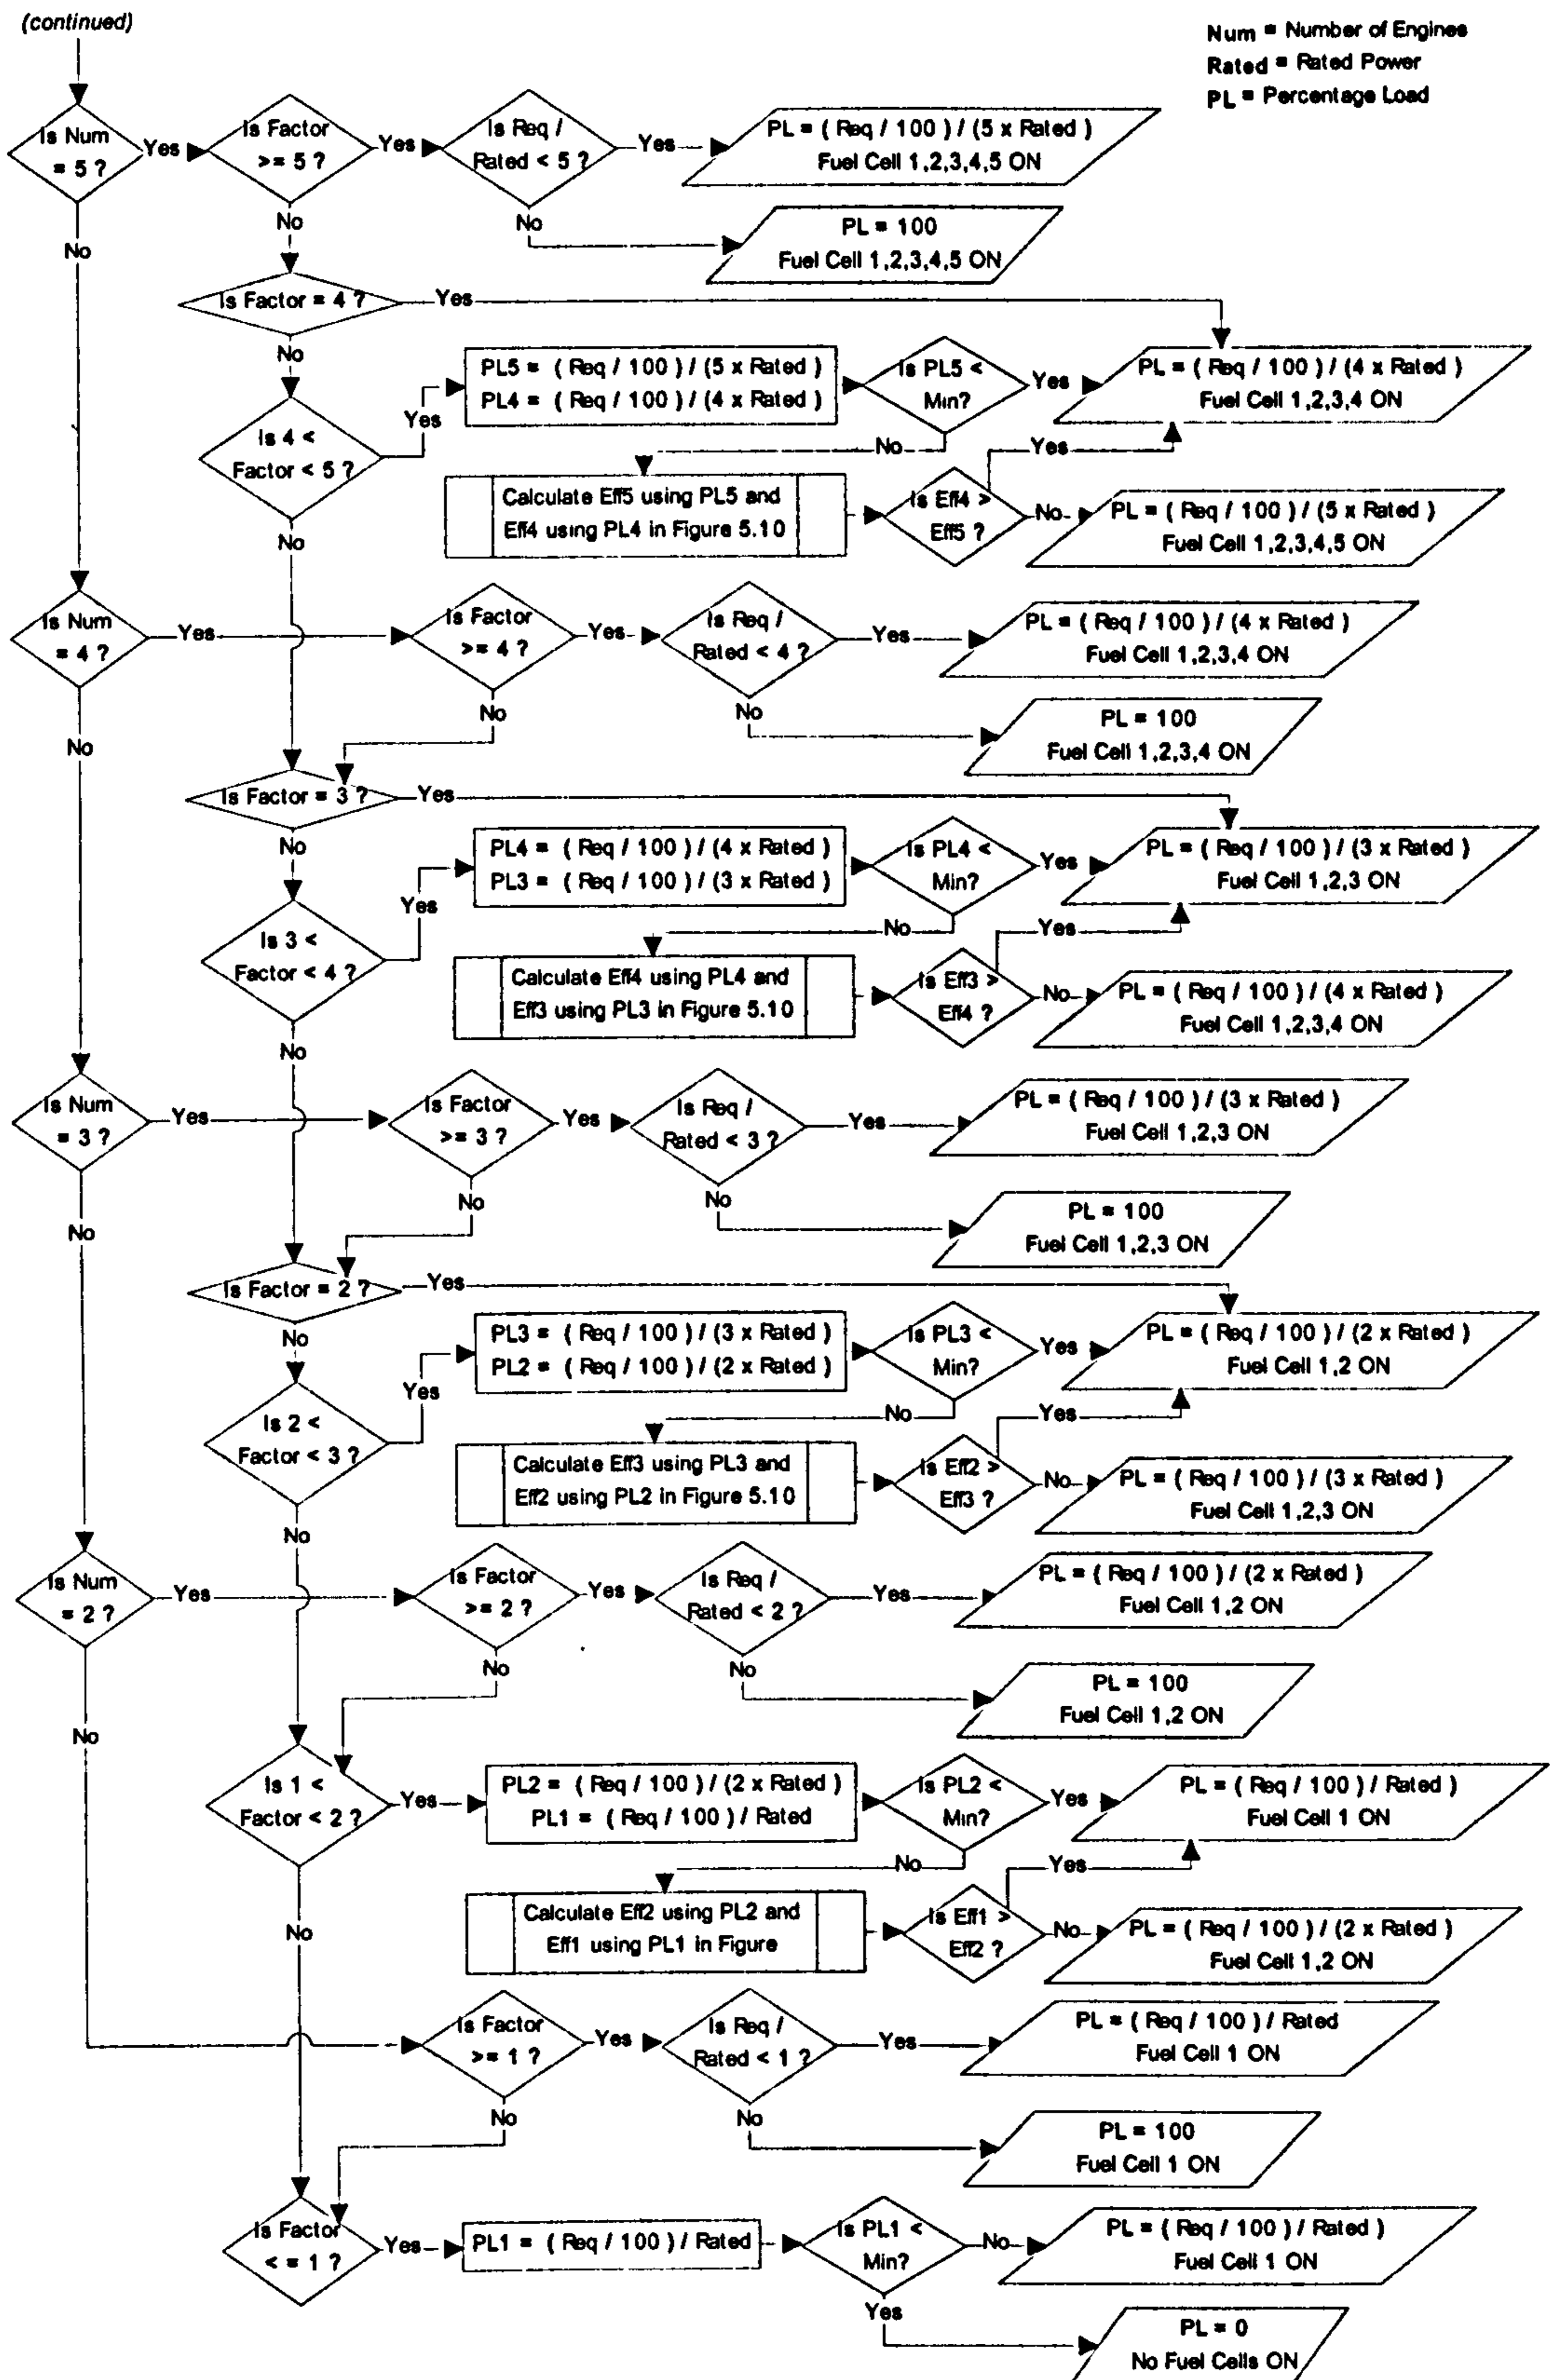 (continued)
Num = Number of Engines
Rated = Rated Power
PL = Percentage Load
Is Num
= 5 ?
Yes
Is Factor
>= 5 ?
Yes
Is Req /
Rated < 5 ?
Yes
PL = ( Req / 100 ) / (5 x Rated )
Fuel Cell 1,2,3,4,5 ON
No
No
No
PL = 100
Fuel Cell 1,2,3,4,5 ON
Is Factor = 4 ?
Yes
No
PL5 = ( Req / 100 ) / (5 x Rated )
PL4 = ( Req / 100 ) / (4 x Rated )
Is PL5 <
Min?
Yes
PL = ( Req / 100 ) / (4 x Rated )
Fuel Cell 1,2,3,4 ON
Is 4 <
Factor < 5 ?
Yes
No
Yes
Calculate Eff5 using PL5 and
Eff4 using PL4 in Figure 5.10
Is Eff4 >
Eff5 ?
No
PL = ( Req / 100 ) / (5 x Rated )
Fuel Cell 1,2,3,4,5 ON
No
Is Num
= 4 ?
Yes
Is Factor
>= 4 ?
Yes
Is Req /
Rated < 4 ?
Yes
PL = ( Req / 100 ) / (4 x Rated )
Fuel Cell 1,2,3,4 ON
No
No
No
PL = 100
Fuel Cell 1,2,3,4 ON
Is Factor = 3 ?
Yes
No
PL4 = ( Req / 100 ) / (4 x Rated )
PL3 = ( Req / 100 ) / (3 x Rated )
Is PL4 <
Min?
Yes
PL = ( Req / 100 ) / (3 x Rated )
Fuel Cell 1,2,3 ON
Is 3 <
Factor < 4 ?
Yes
No
Yes
Calculate Eff4 using PL4 and
Eff3 using PL3 in Figure 5.10
Is Eff3 >
Eff4 ?
No
PL = ( Req / 100 ) / (4 x Rated )
Fuel Cell 1,2,3,4 ON
No
Is Num
= 3 ?
Yes
Is Factor
>= 3 ?
Yes
Is Req /
Rated < 3 ?
Yes
PL = ( Req / 100 ) / (3 x Rated )
Fuel Cell 1,2,3 ON
No
No
No
PL = 100
Fuel Cell 1,2,3 ON
Is Factor = 2 ?
Yes
No
PL3 = ( Req / 100 ) / (3 x Rated )
PL2 = ( Req / 100 ) / (2 x Rated )
Is PL3 <
Min?
Yes
PL = ( Req / 100 ) / (2 x Rated )
Fuel Cell 1,2 ON
Is 2 <
Factor < 3 ?
Yes
No
Yes
Calculate Eff3 using PL3 and
Eff2 using PL2 in Figure 5.10
Is Eff2 >
Eff3 ?
No
PL = ( Req / 100 ) / (3 x Rated )
Fuel Cell 1,2,3 ON
No
Is Num
= 2 ?
Yes
Is Factor
>= 2 ?
Yes
Is Req /
Rated < 2 ?
Yes
PL = ( Req / 100 ) / (2 x Rated )
Fuel Cell 1,2 ON
No
No
No
PL = 100
Fuel Cell 1,2 ON
Is 1 <
Factor < 2 ?
Yes
PL2 = ( Req / 100 ) / (2 x Rated )
PL1 = ( Req / 100 ) / Rated
Is PL2 <
Min?
Yes
PL = ( Req / 100 ) / Rated )
Fuel Cell 1 ON
No
Yes
Calculate Eff2 using PL2 and
Eff1 using PL1 in Figure
Is Eff1 >
Eff2 ?
No
PL = ( Req / 100 ) / (2 x Rated )
Fuel Cell 1,2 ON
No
Is Factor
>= 1 ?
Yes
Is Req /
Rated < 1 ?
Yes
PL = ( Req / 100 ) / Rated
Fuel Cell 1 ON
No
No
PL = 100
Fuel Cell 1 ON
Is Factor
< = 1 ?
Yes
PL1 = ( Req / 100 ) / Rated
Is PL1 <
Min?
No
PL = ( Req / 100 ) / Rated )
Fuel Cell 1 ON
Yes
PL = 0
No Fuel Cells ON